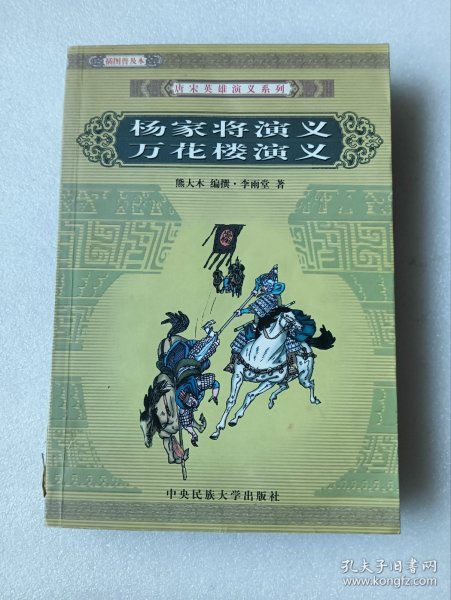 插图普及本
唐宋英雄演义系列
杨家将演义
万花楼演义
熊大木 编撰·李雨堂 著
中央民族大学出版社
孔夫子旧书网
www.kongfz.com